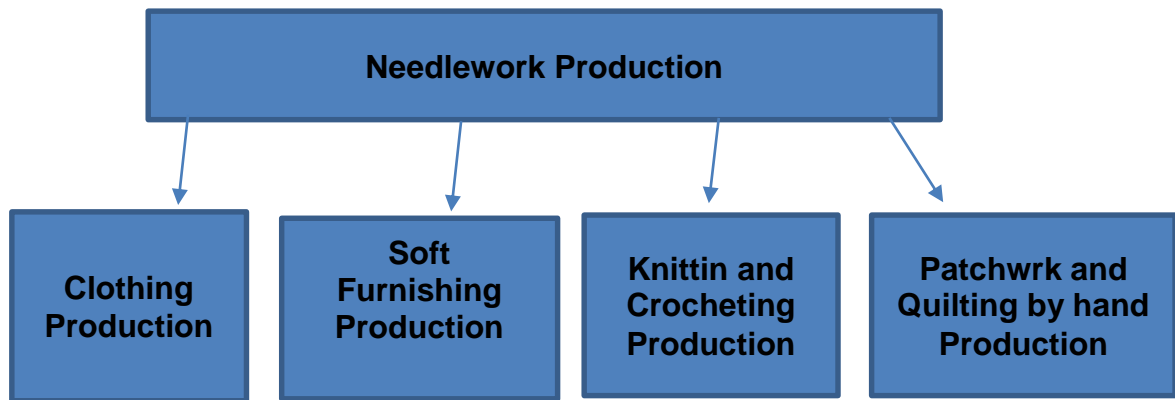 Needlework Production
Clothing
Production
Soft
Furnishing
Production
Knittin and
Crocheting
Production
Patchwrk and
Quilting by hand
Production